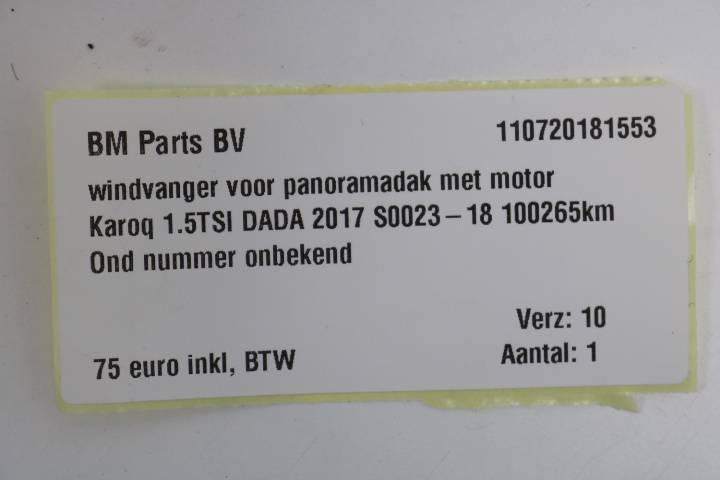 BM Parts BV 110720181553
windvanger voor panoramadak met motor
Karoq 1.5TSI DADA 2017 S0023-18 100265km
Ond nummer onbekend
Verz: 10
75 euro inkl, BTW Aantal: 1